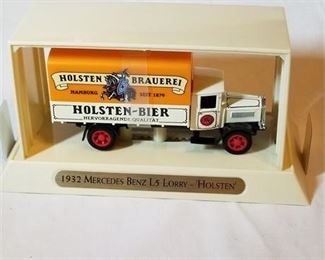 HOLSTEN BRAUEREI
HAMBURG SEIT 1879
HOLSTEN-BIER
HERVORRAGENDE QUALITÄT
1932 MERCEDES BENZ L5 LORRY - 'HOLSTEN'